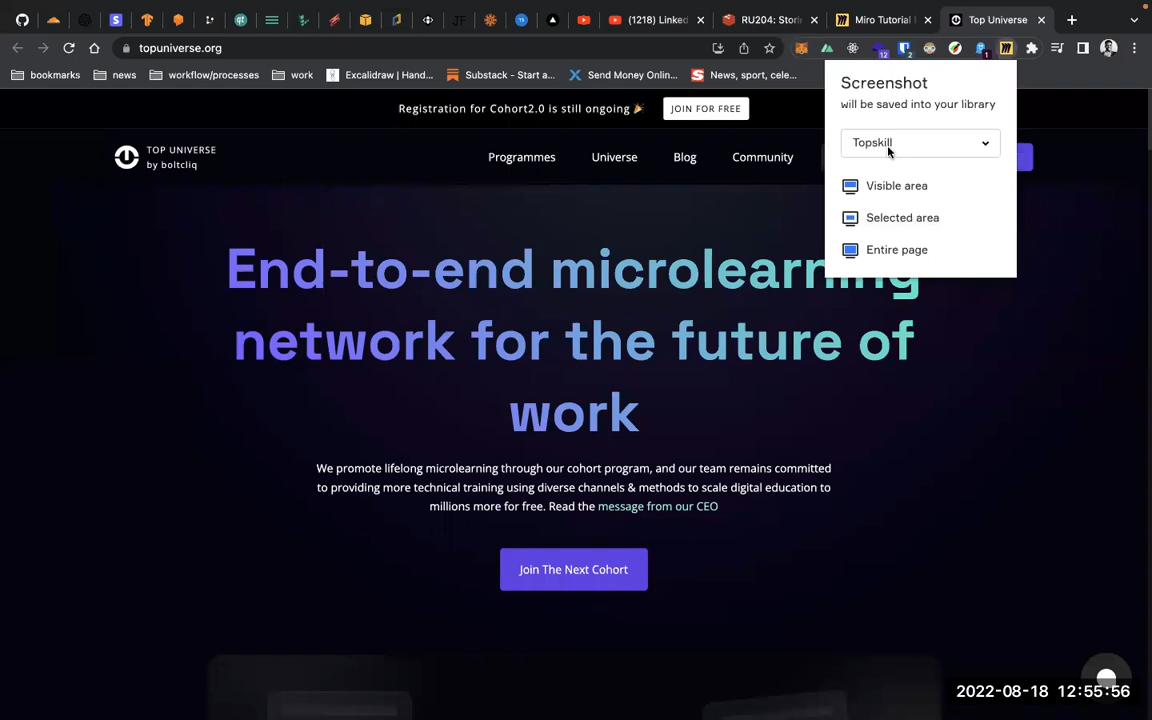 (1218) Linked
RU204: Stori
Miro Tutorial
Top Universe
topuniverse.org
12
2
1
bookmarks
news
workflow/processes
work
Excalidraw | Hand...
Substack - Start a...
Send Money Onlin...
News, sport, cele...
Screenshot
will be saved into your library
Topskill
Visible area
Selected area
Entire page
Registration for Cohort2.0 is still ongoing 🎉
JOIN FOR FREE
TOP UNIVERSE
by boltcliq
Programmes
Universe
Blog
Community
End-to-end microlearning
network for the future of
work
We promote lifelong microlearning through our cohort program, and our team remains committed
to providing more technical training using diverse channels & methods to scale digital education to
millions more for free. Read the message from our CEO
Join The Next Cohort
2022-08-18 12:55:56